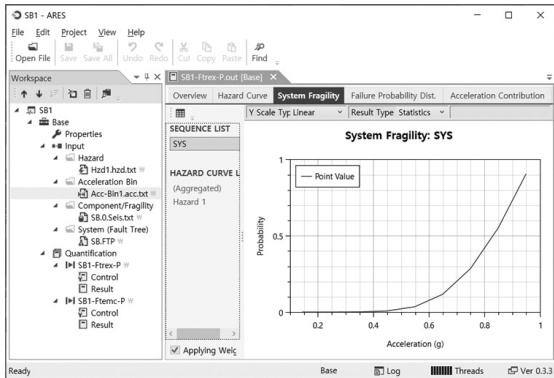 SB1 - ARES
File Edit Project View Help
Open File Save Save All Undo Redo Cut Copy Paste Find
Workspace
SB1-Ftrex-P.out [Base]
Overview Hazard Curve System Fragility Failure Probability Dist. Acceleration Contribution
Y Scale Typ: Linear Result Type Statistics
SB1
Base
Properties
Input
Hazard
Hzd1.hzd.txt
Acceleration Bin
Acc-Bin1.acc.txt
Component/Fragility
SB.0.Seis.txt
System (Fault Tree)
SB.FTP
Quantification
SB1-Ftrex-P
Control
Result
SB1-Ftemc-P
Control
Result
SEQUENCE LIST
SYS
HAZARD CURVE L
(Aggregated)
Hazard 1
Applying Weig
System Fragility: SYS
Point Value
Probability
1
0.5
0
0.2 0.4 0.6 0.8 1
Acceleration (g)
Ready Base Log Threads Ver 0.3.3